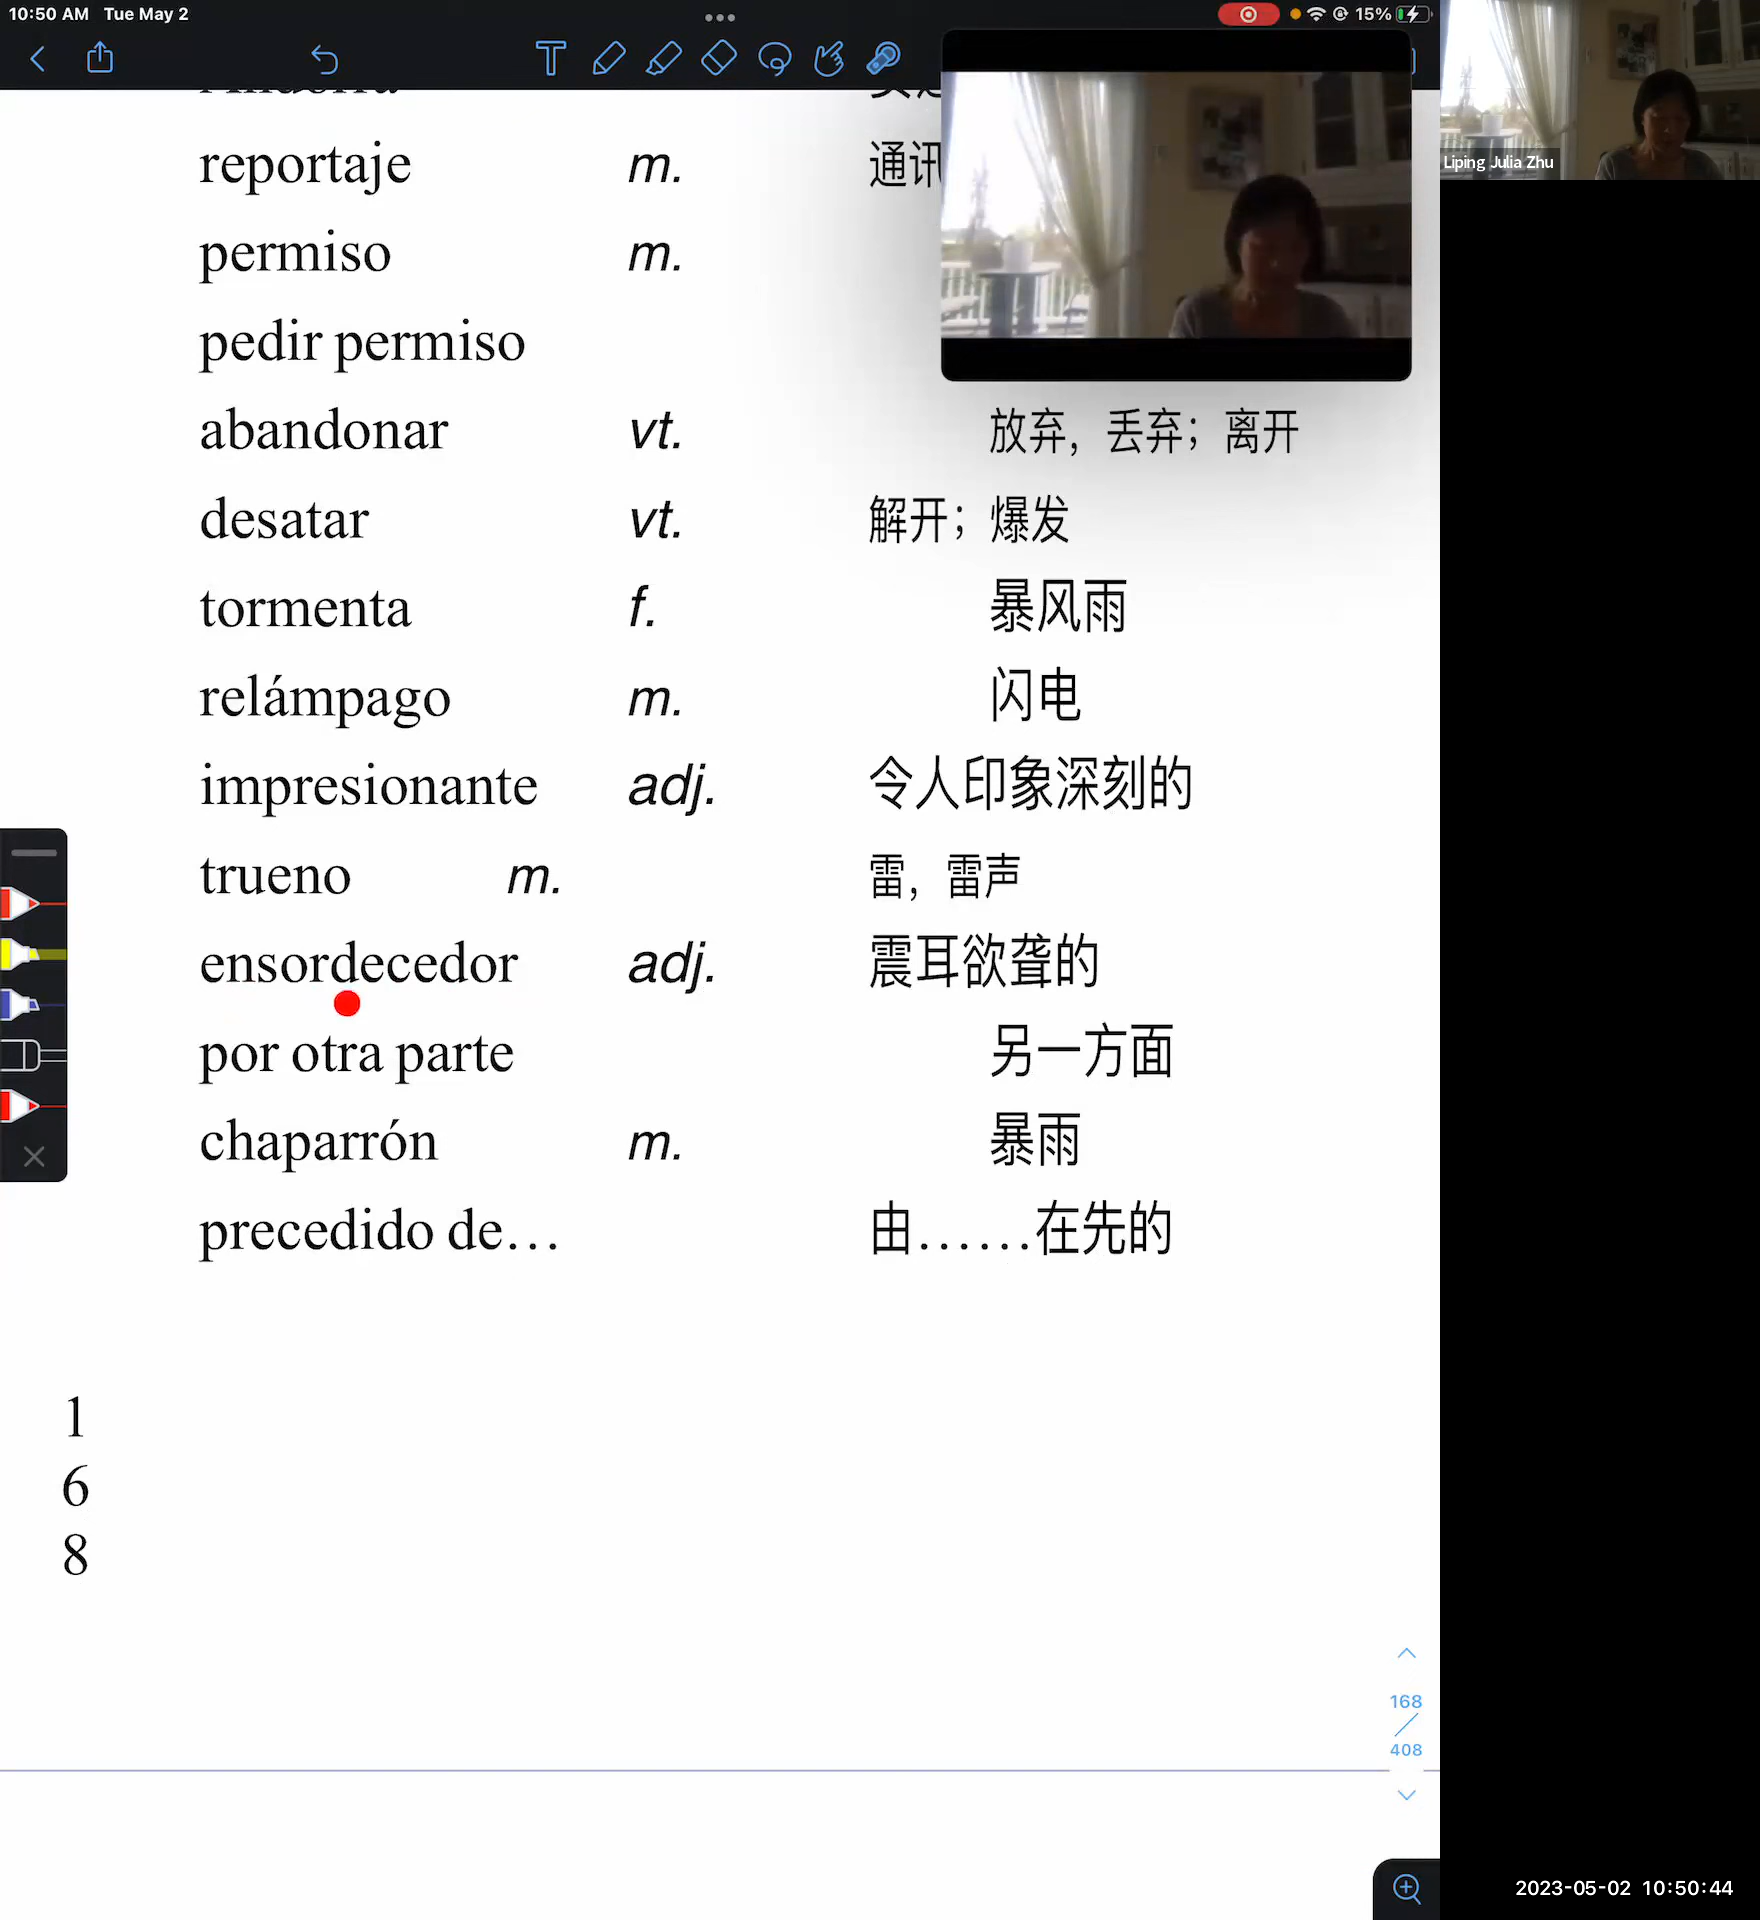 10:50 AM Tue May 2
15%
Liping Julia Zhu
reportaje m. 通讯
permiso m.
pedir permiso
abandonar vt. 放弃，丢弃；离开
desatar vt. 解开；爆发
tormenta f. 暴风雨
relámpago m. 闪电
impresionante adj. 令人印象深刻的
trueno m. 雷，雷声
ensordecedor adj. 震耳欲聋的
por otra parte 另一方面
chaparrón m. 暴雨
precedido de… 由……在先的
1
6
8
168
408
2023-05-02 10:50:44